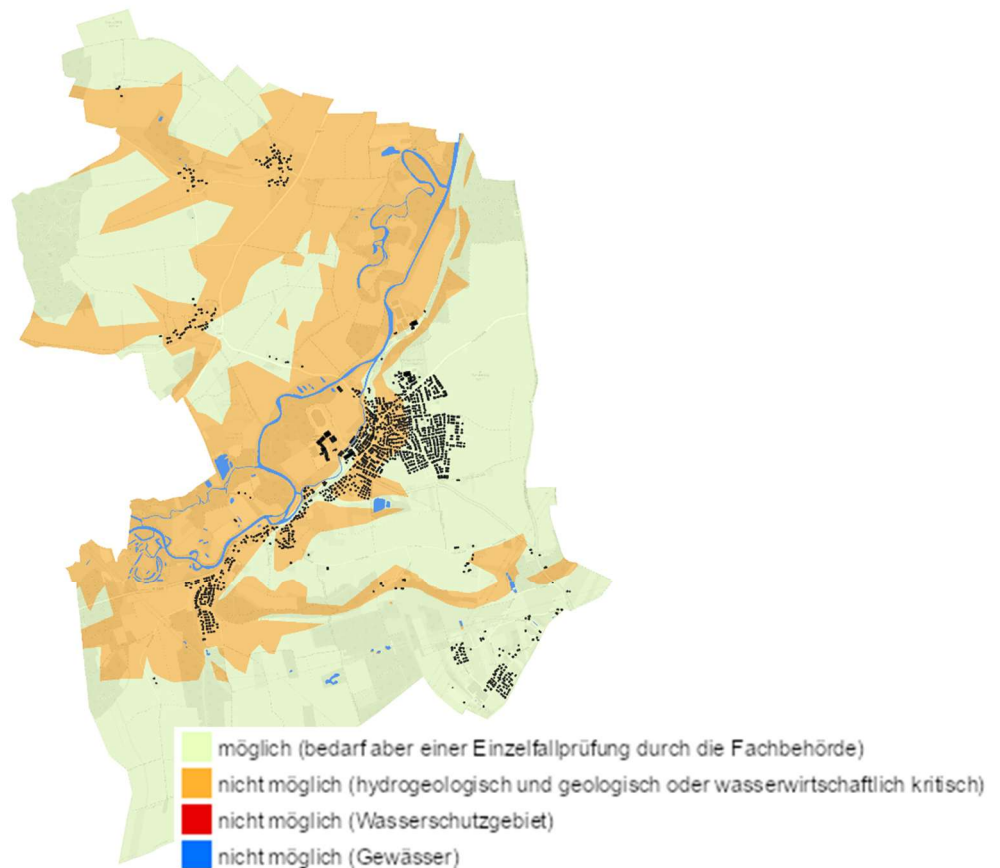 möglich (bedarf aber einer Einzelfallprüfung durch die Fachbehörde)
nicht möglich (hydrogeologisch und geologisch oder wasserwirtschaftlich kritisch)
nicht möglich (Wasserschutzgebiet)
nicht möglich (Gewässer)